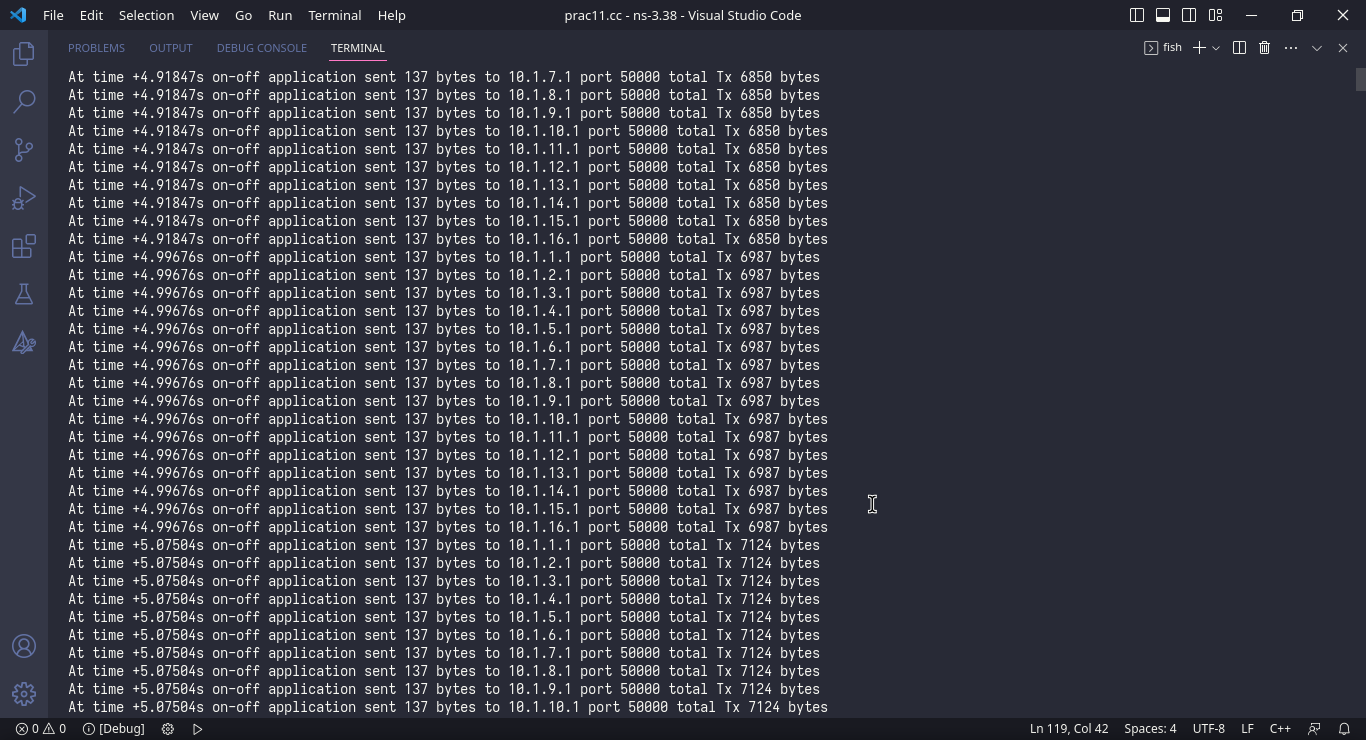 File Edit Selection View Go Run Terminal Help prac11.cc - ns-3.38 - Visual Studio Code
PROBLEMS OUTPUT DEBUG CONSOLE TERMINAL fish
At time +4.91847s on-off application sent 137 bytes to 10.1.7.1 port 50000 total Tx 6850 bytes
At time +4.91847s on-off application sent 137 bytes to 10.1.8.1 port 50000 total Tx 6850 bytes
At time +4.91847s on-off application sent 137 bytes to 10.1.9.1 port 50000 total Tx 6850 bytes
At time +4.91847s on-off application sent 137 bytes to 10.1.10.1 port 50000 total Tx 6850 bytes
At time +4.91847s on-off application sent 137 bytes to 10.1.11.1 port 50000 total Tx 6850 bytes
At time +4.91847s on-off application sent 137 bytes to 10.1.12.1 port 50000 total Tx 6850 bytes
At time +4.91847s on-off application sent 137 bytes to 10.1.13.1 port 50000 total Tx 6850 bytes
At time +4.91847s on-off application sent 137 bytes to 10.1.14.1 port 50000 total Tx 6850 bytes
At time +4.91847s on-off application sent 137 bytes to 10.1.15.1 port 50000 total Tx 6850 bytes
At time +4.91847s on-off application sent 137 bytes to 10.1.16.1 port 50000 total Tx 6850 bytes
At time +4.99676s on-off application sent 137 bytes to 10.1.1.1 port 50000 total Tx 6987 bytes
At time +4.99676s on-off application sent 137 bytes to 10.1.2.1 port 50000 total Tx 6987 bytes
At time +4.99676s on-off application sent 137 bytes to 10.1.3.1 port 50000 total Tx 6987 bytes
At time +4.99676s on-off application sent 137 bytes to 10.1.4.1 port 50000 total Tx 6987 bytes
At time +4.99676s on-off application sent 137 bytes to 10.1.5.1 port 50000 total Tx 6987 bytes
At time +4.99676s on-off application sent 137 bytes to 10.1.6.1 port 50000 total Tx 6987 bytes
At time +4.99676s on-off application sent 137 bytes to 10.1.7.1 port 50000 total Tx 6987 bytes
At time +4.99676s on-off application sent 137 bytes to 10.1.8.1 port 50000 total Tx 6987 bytes
At time +4.99676s on-off application sent 137 bytes to 10.1.9.1 port 50000 total Tx 6987 bytes
At time +4.99676s on-off application sent 137 bytes to 10.1.10.1 port 50000 total Tx 6987 bytes
At time +4.99676s on-off application sent 137 bytes to 10.1.11.1 port 50000 total Tx 6987 bytes
At time +4.99676s on-off application sent 137 bytes to 10.1.12.1 port 50000 total Tx 6987 bytes
At time +4.99676s on-off application sent 137 bytes to 10.1.13.1 port 50000 total Tx 6987 bytes
At time +4.99676s on-off application sent 137 bytes to 10.1.14.1 port 50000 total Tx 6987 bytes
At time +4.99676s on-off application sent 137 bytes to 10.1.15.1 port 50000 total Tx 6987 bytes
At time +4.99676s on-off application sent 137 bytes to 10.1.16.1 port 50000 total Tx 6987 bytes
At time +5.07504s on-off application sent 137 bytes to 10.1.1.1 port 50000 total Tx 7124 bytes
At time +5.07504s on-off application sent 137 bytes to 10.1.2.1 port 50000 total Tx 7124 bytes
At time +5.07504s on-off application sent 137 bytes to 10.1.3.1 port 50000 total Tx 7124 bytes
At time +5.07504s on-off application sent 137 bytes to 10.1.4.1 port 50000 total Tx 7124 bytes
At time +5.07504s on-off application sent 137 bytes to 10.1.5.1 port 50000 total Tx 7124 bytes
At time +5.07504s on-off application sent 137 bytes to 10.1.6.1 port 50000 total Tx 7124 bytes
At time +5.07504s on-off application sent 137 bytes to 10.1.7.1 port 50000 total Tx 7124 bytes
At time +5.07504s on-off application sent 137 bytes to 10.1.8.1 port 50000 total Tx 7124 bytes
At time +5.07504s on-off application sent 137 bytes to 10.1.9.1 port 50000 total Tx 7124 bytes
At time +5.07504s on-off application sent 137 bytes to 10.1.10.1 port 50000 total Tx 7124 bytes
0 0 [Debug] Ln 119, Col 42 Spaces: 4 UTF-8 LF C++